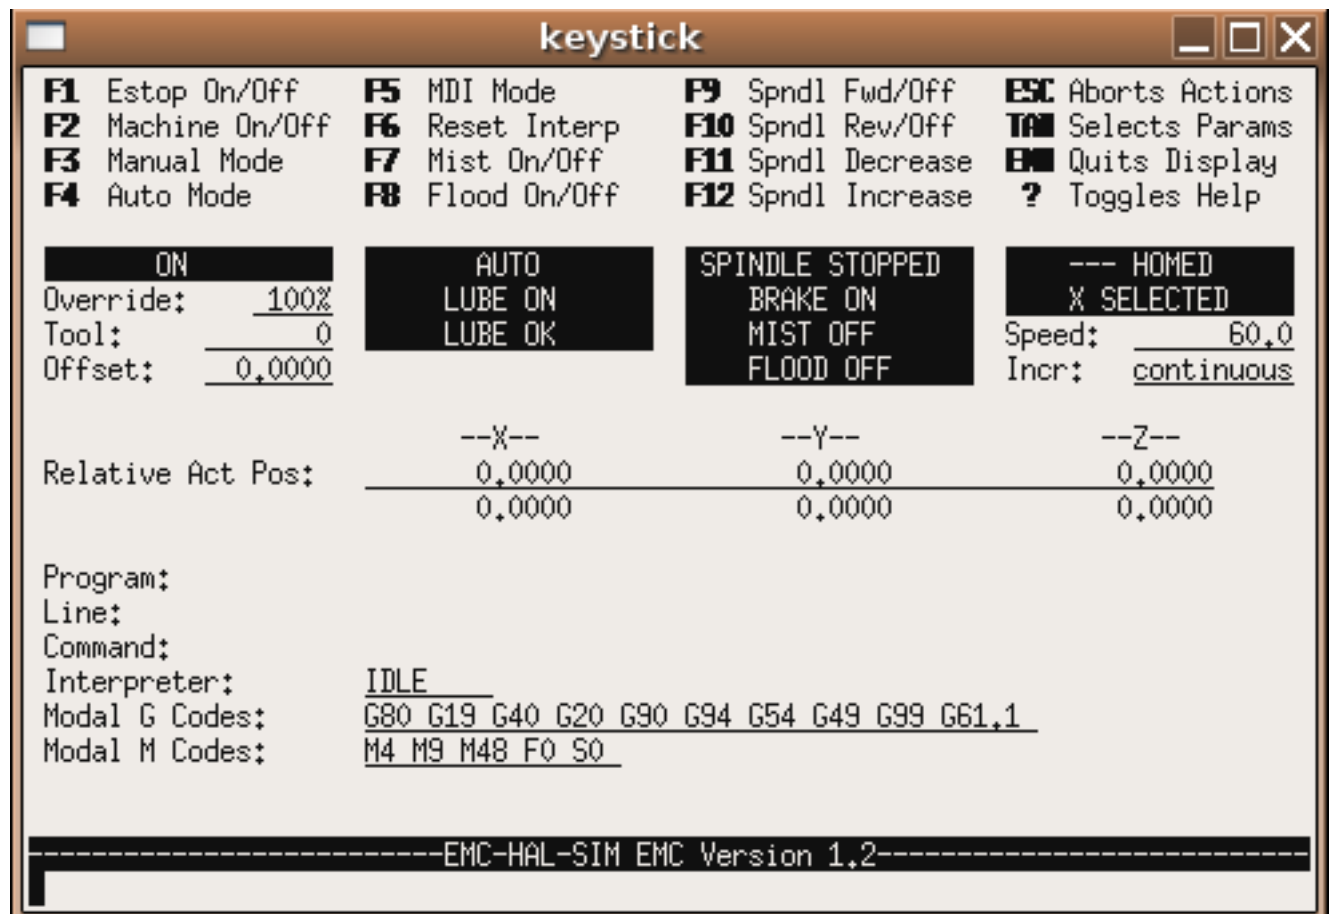 keystick
F1 Estop On/Off F5 MDI Mode F9 Spndl Fwd/Off ESC Aborts Actions
F2 Machine On/Off F6 Reset Interp F10 Spndl Rev/Off TAB Selects Params
F3 Manual Mode F7 Mist On/Off F11 Spndl Decrease Quits Display
F4 Auto Mode F8 Flood On/Off F12 Spndl Increase ? Toggles Help
ON AUTO SPINDLE STOPPED --- HOMED
Override: 100% LUBE ON BRAKE ON X SELECTED
Tool: 0 LUBE OK MIST OFF Speed: 60.0
Offset: 0.0000 FLOOD OFF Incr: continuous
--X-- --Y-- --Z--
Relative Act Pos: 0.0000 0.0000 0.0000
0.0000 0.0000 0.0000
Program:
Line:
Command:
Interpreter: IDLE
Modal G Codes: G80 G19 G40 G20 G90 G94 G54 G49 G99 G61.1
Modal M Codes: M4 M9 M48 F0 S0
--------------------------EMC-HAL-SIM EMC Version 1.2---------------------------